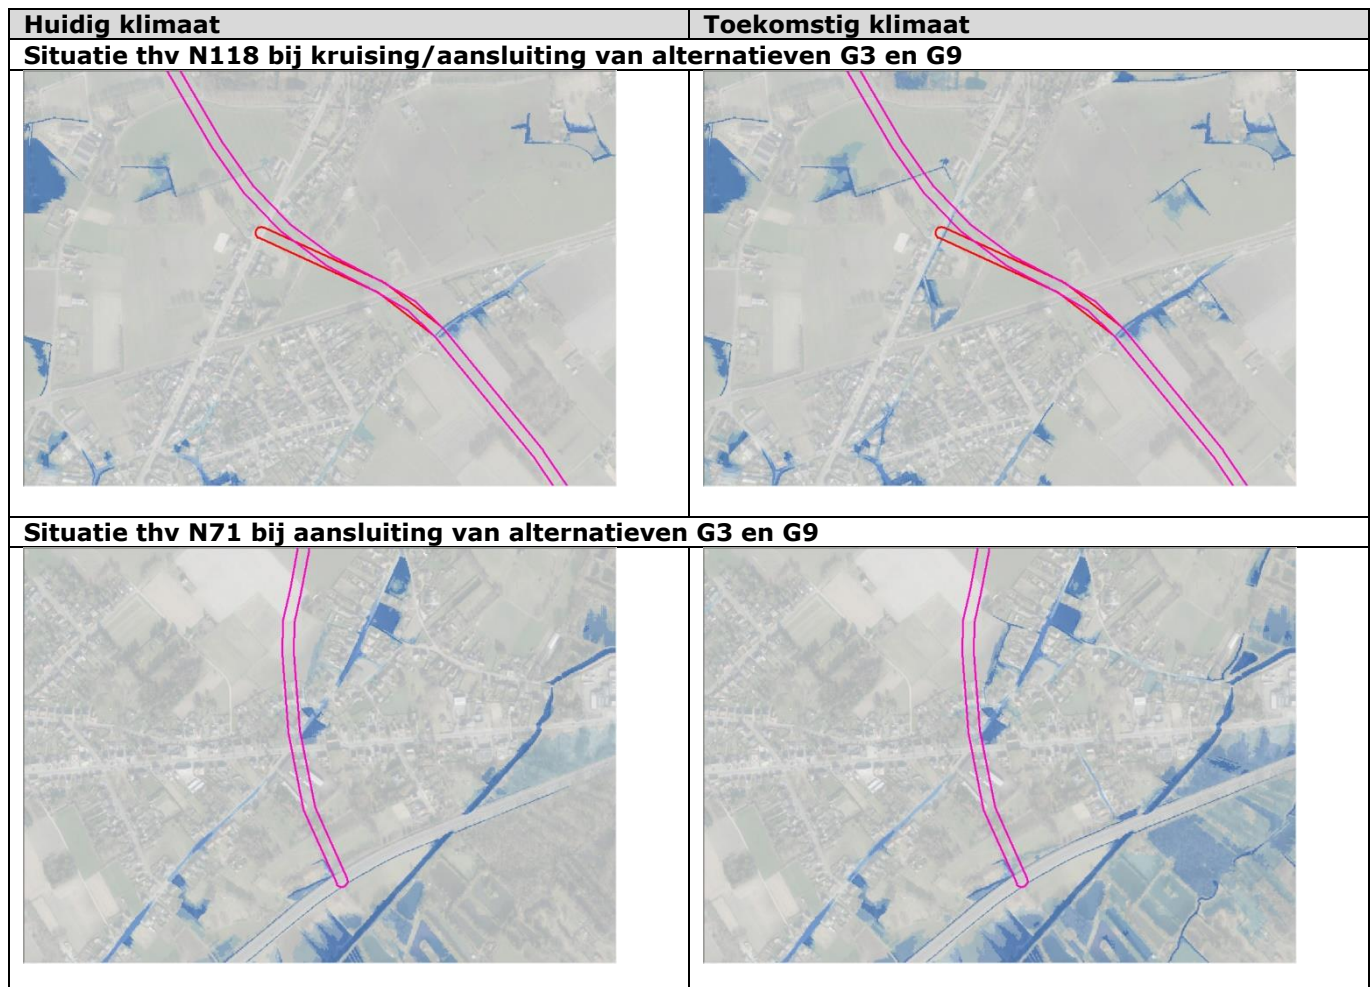 Huidig klimaat
Toekomstig klimaat
Situatie thv N118 bij kruising/aansluiting van alternatieven G3 en G9
Situatie thv N71 bij aansluiting van alternatieven G3 en G9